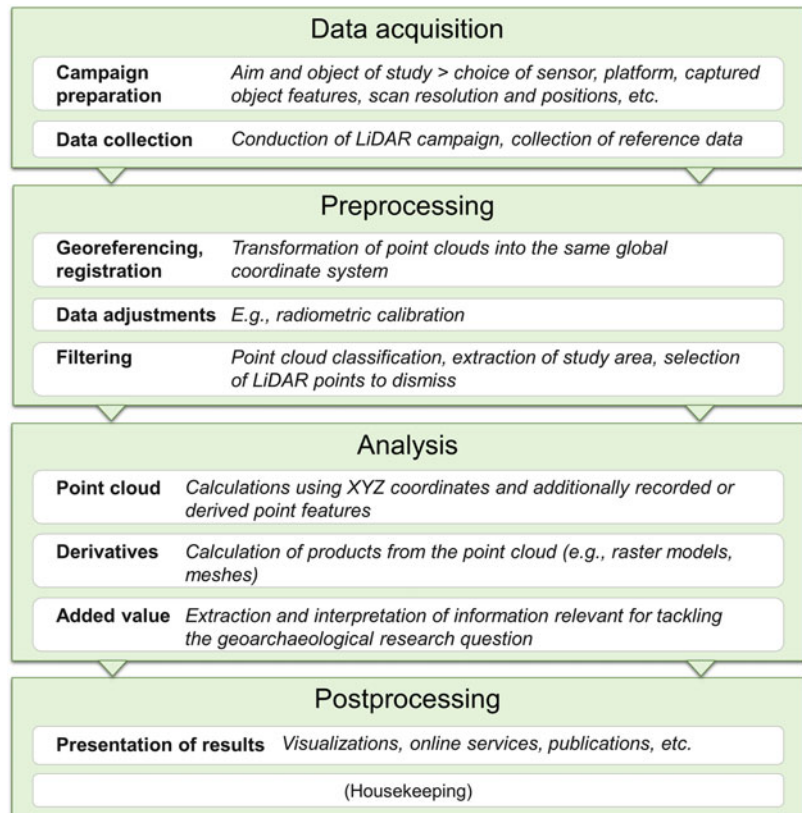 Data acquisition
Campaign preparation
Aim and object of study > choice of sensor, platform, captured
object features, scan resolution and positions, etc.
Data collection
Conduction of LiDAR campaign, collection of reference data
Preprocessing
Georeferencing,
registration
Transformation of point clouds into the same global
coordinate system
Data adjustments
E.g., radiometric calibration
Filtering
Point cloud classification, extraction of study area, selection
of LiDAR points to dismiss
Analysis
Point cloud
Calculations using XYZ coordinates and additionally recorded or
derived point features
Derivatives
Calculation of products from the point cloud (e.g., raster models,
meshes)
Added value
Extraction and interpretation of information relevant for tackling
the geoarchaeological research question
Postprocessing
Presentation of results
Visualizations, online services, publications, etc.
(Housekeeping)